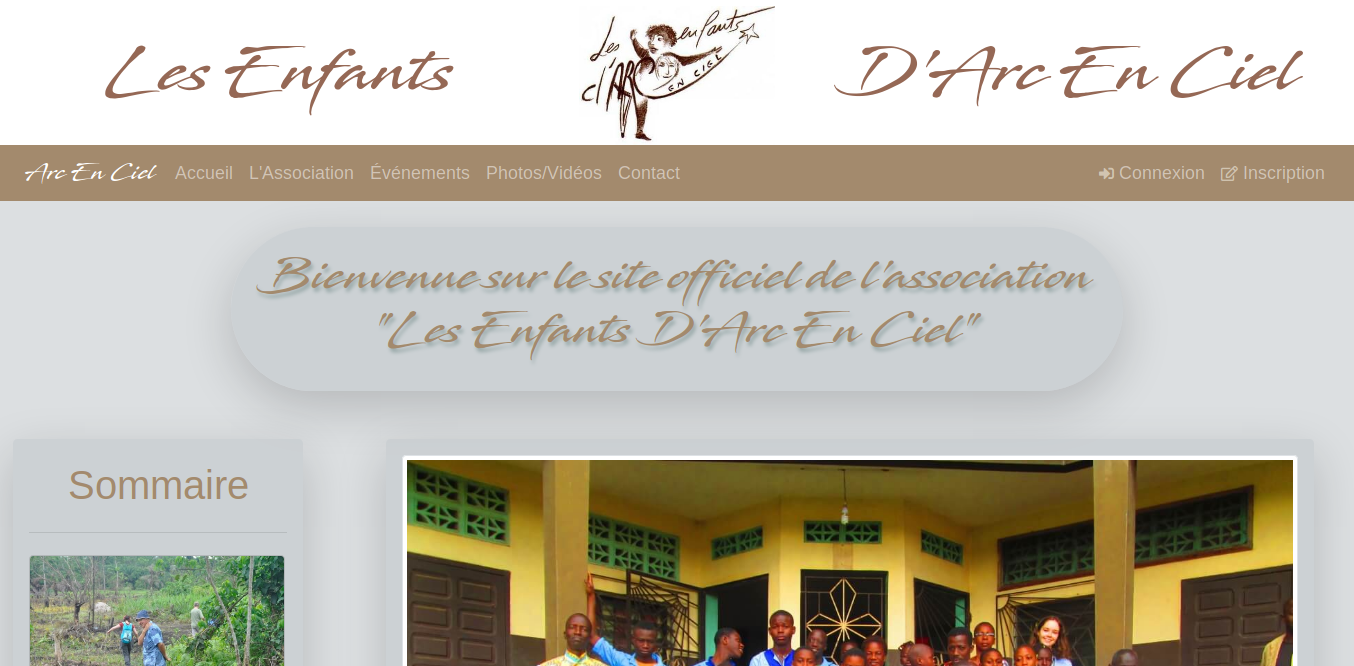 Les Enfants
Les enfants
d'ARC
EN CIEL
D'Arc En Ciel
Arc En Ciel Accueil L'Association Événements Photos/Vidéos Contact Connexion Inscription
Bienvenne sur le site officiel de l'association
"Les Enfants D'Arc En Ciel"
Sommaire